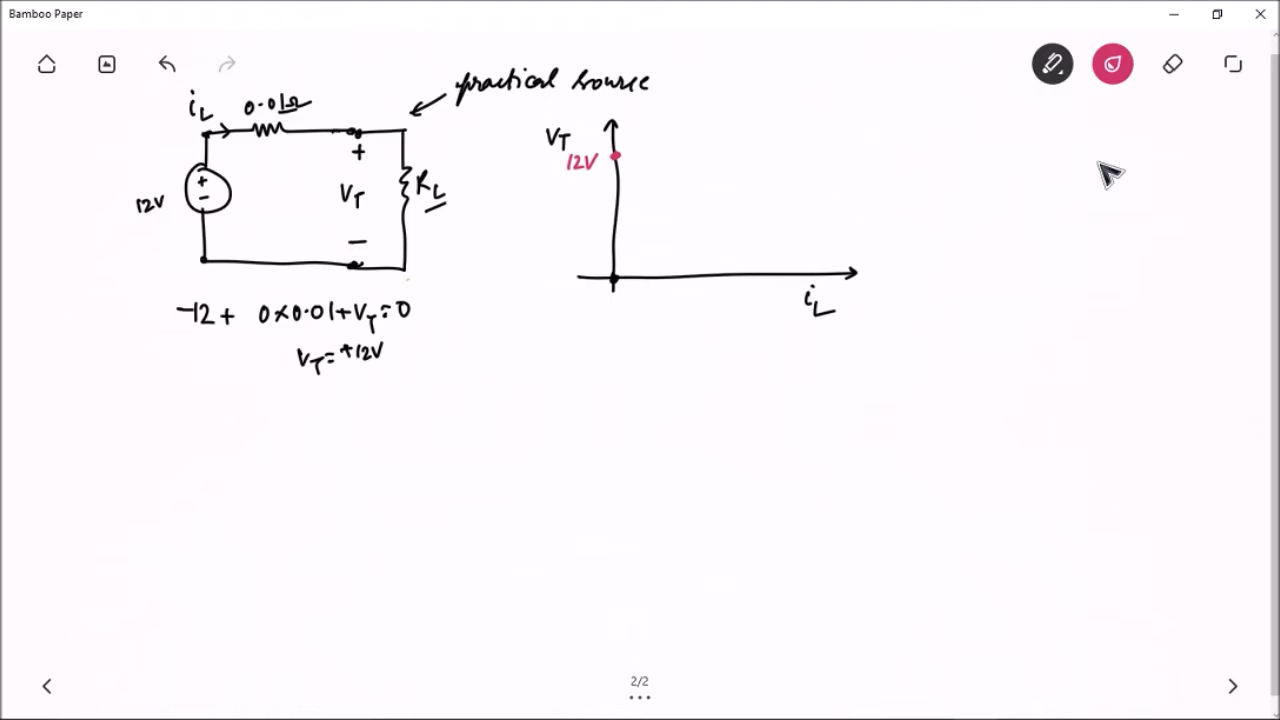 Bamboo Paper
practical source
iL
0.01Ω
VT
12V
+
+
-
12V
VT
RL
-
iL
-12 + 0×0.01+VT=0
VT=+12V
2/2